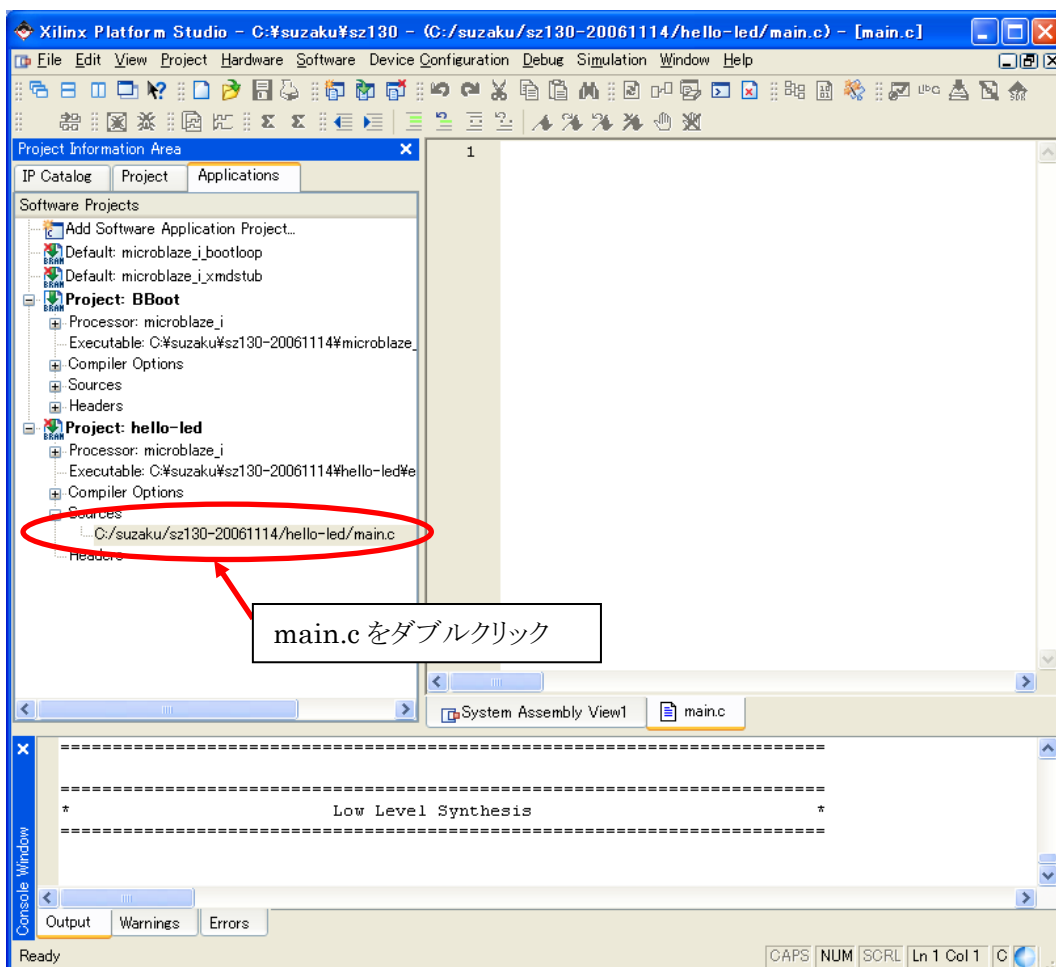 Xilinx Platform Studio - C:¥suzaku¥sz130 - (C:/suzaku/sz130-20061114/hello-led/main.c) - [main.c]
File Edit View Project Hardware Software Device Configuration Debug Simulation Window Help
Project Information Area
IP Catalog Project Applications
Software Projects
Add Software Application Project...
Default: microblaze_i_bootloop
Default: microblaze_i_xmdstub
Project: BBoot
Processor: microblaze_i
Executable: C:¥suzaku¥sz130-20061114¥microblaze_
Compiler Options
Sources
Headers
Project: hello-led
Processor: microblaze_i
Executable: C:¥suzaku¥sz130-20061114¥hello-led¥e
Compiler Options
Sources
C:/suzaku/sz130-20061114/hello-led/main.c
Headers
main.c をダブルクリック
1
System Assembly View1 main.c
=========================================================================
=========================================================================
* Low Level Synthesis *
=========================================================================
Console Window
Output Warnings Errors
Ready CAPS NUM SCRL Ln 1 Col 1 C